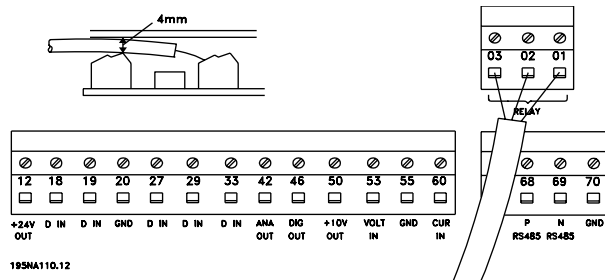 4mm
03 02 01
RELAY
12 18 19 20 27 29 33 42 46 50 53 55 60 68 69 70
+24V OUT D IN D IN GND D IN D IN D IN ANA OUT DIG OUT +10V OUT VOLT IN GND CUR IN P RS485 N RS485 GND
195NA110.12